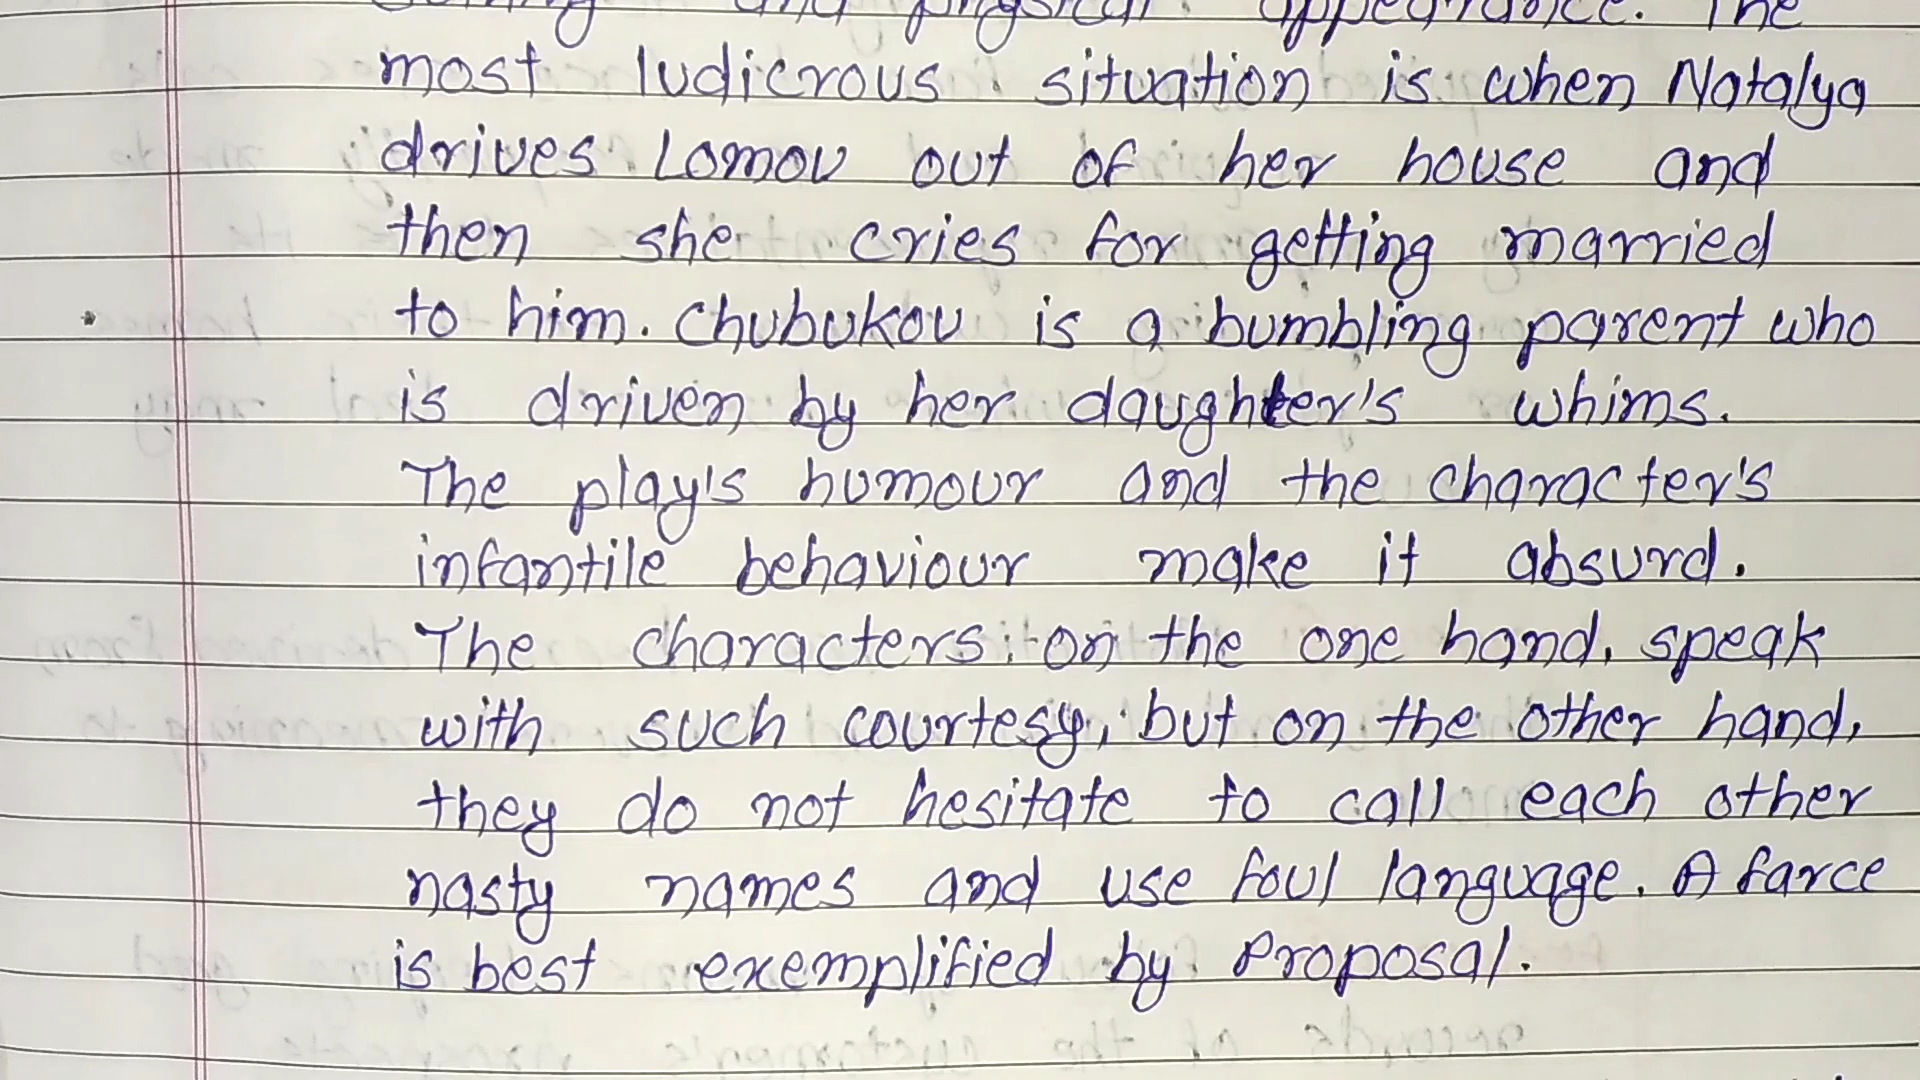 and physical appearance. The
most ludicrous situation is when Natalya
drives Lomov out of her house and
then she cries for getting married
to him. Chubukov is a bumbling parent who
is driven by her daughter's whims.
The play's humour and the character's
infantile behaviour make it absurd.
The characters on the one hand, speak
with such courtesy, but on the other hand,
they do not hesitate to call each other
nasty names and use foul language. A farce
is best exemplified by Proposal.